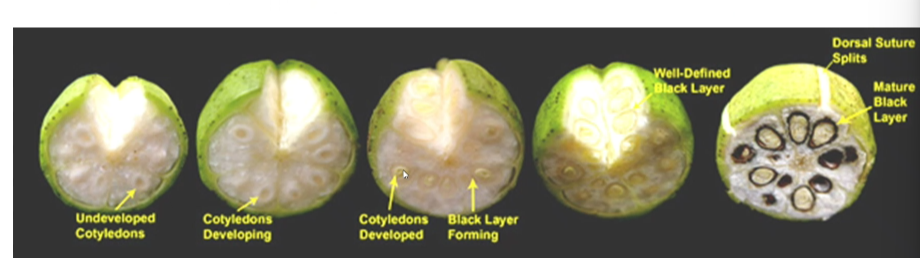 Undeveloped
Cotyledons
Cotyledons
Developing
Cotyledons
Developed
Black Layer
Forming
Well-Defined
Black Layer
Dorsal Suture
Splits
Mature
Black
Layer